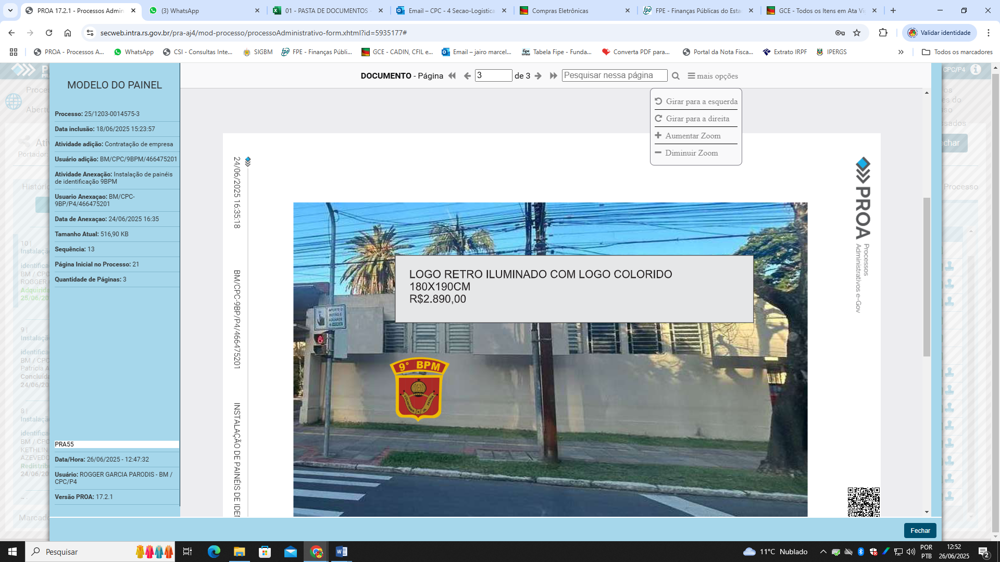 PROA 17.2.1 - Processos Admin
(3) WhatsApp
01 - PASTA DE DOCUMENTOS -
Email – CPC - 4 Secao-Logistica
Compras Eletrônicas
FPE - Finanças Públicas do Esta
GCE - Todos os Itens em Ata Vi
secweb.intra.rs.gov.br/pra-aj4/mod-processo/processoAdministrativo-form.xhtml?id=5935177#
Validar identidade
PROA - Processos A...
WhatsApp
CSI - Consultas Inte...
SIGBM
FPE - Finanças Públi...
GCE - CADIN, CFIL e...
Email – jairo marcel...
Tabela Fipe - Funda...
Converta PDF para...
Portal da Nota Fisca...
Extrato IRPF
IPERGS
Todos os marcadores
CPC/P4
MODELO DO PAINEL
Processo: 25/1203-0014575-3
Data inclusão: 18/06/2025 15:23:57
Atividade adição: Contratação de empresa
Usuário adição: BM/CPC/9BPM/466475201
Atividade Anexação: Instalação de painéis
de identificação 9BPM
Usuario Anexaçao: BM/CPC-
9BP/P4/466475201
Data de Anexaçao: 24/06/2025 16:35
Tamanho Atual: 516,90 KB
Sequência: 13
Página Inicial no Processo: 21
Quantidade de Páginas: 3
PRA55
Data/Hora: 26/06/2025 - 12:47:32
Usuário: ROGGER GARCIA PARODIS - BM /
CPC/P4
Versão PROA: 17.2.1
DOCUMENTO - Página
3
de 3
Pesquisar nessa página
mais opções
Girar para a esquerda
Girar para a direita
Aumentar Zoom
Diminuir Zoom
24/06/2025 16:35:18
BM/CPC-9BP/P4/466475201
INSTALAÇÃO DE PAINÉIS DE IDEN
PROA
Processos
Administrativos e-Gov
LOGO RETRO ILUMINADO COM LOGO COLORIDO
180X190CM
R$2.890,00
9° BPM
VOLUNTÁRIOS DA PÁTRIA
Fechar
Pesquisar
11°C Nublado
POR
PTB
12:52
26/06/2025
2